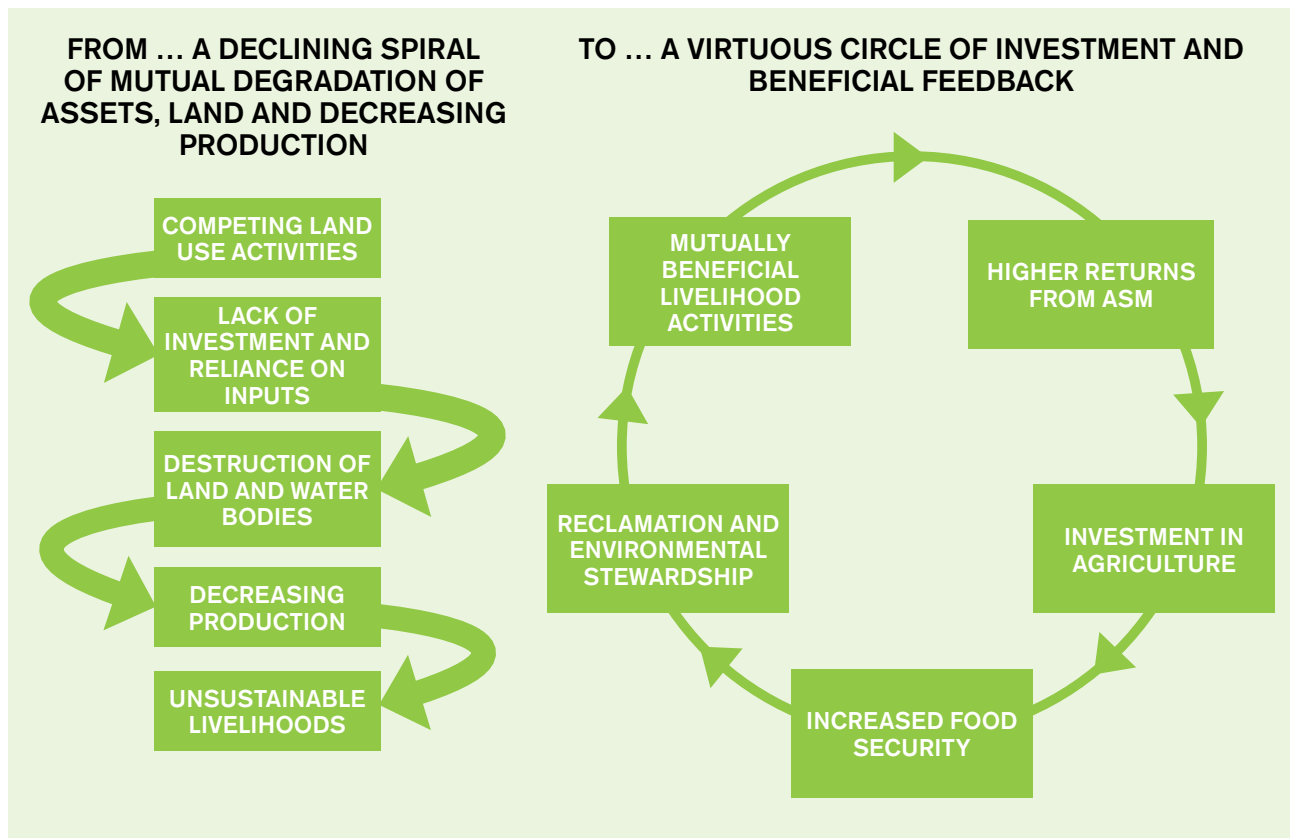 FROM … A DECLINING SPIRAL
OF MUTUAL DEGRADATION OF
ASSETS, LAND AND DECREASING
PRODUCTION
COMPETING LAND
USE ACTIVITIES
LACK OF
INVESTMENT AND
RELIANCE ON
INPUTS
DESTRUCTION OF
LAND AND WATER
BODIES
DECREASING
PRODUCTION
UNSUSTAINABLE
LIVELIHOODS
TO … A VIRTUOUS CIRCLE OF INVESTMENT AND
BENEFICIAL FEEDBACK
MUTUALLY
BENEFICIAL
LIVELIHOOD
ACTIVITIES
HIGHER RETURNS
FROM ASM
INVESTMENT IN
AGRICULTURE
INCREASED FOOD
SECURITY
RECLAMATION AND
ENVIRONMENTAL
STEWARDSHIP